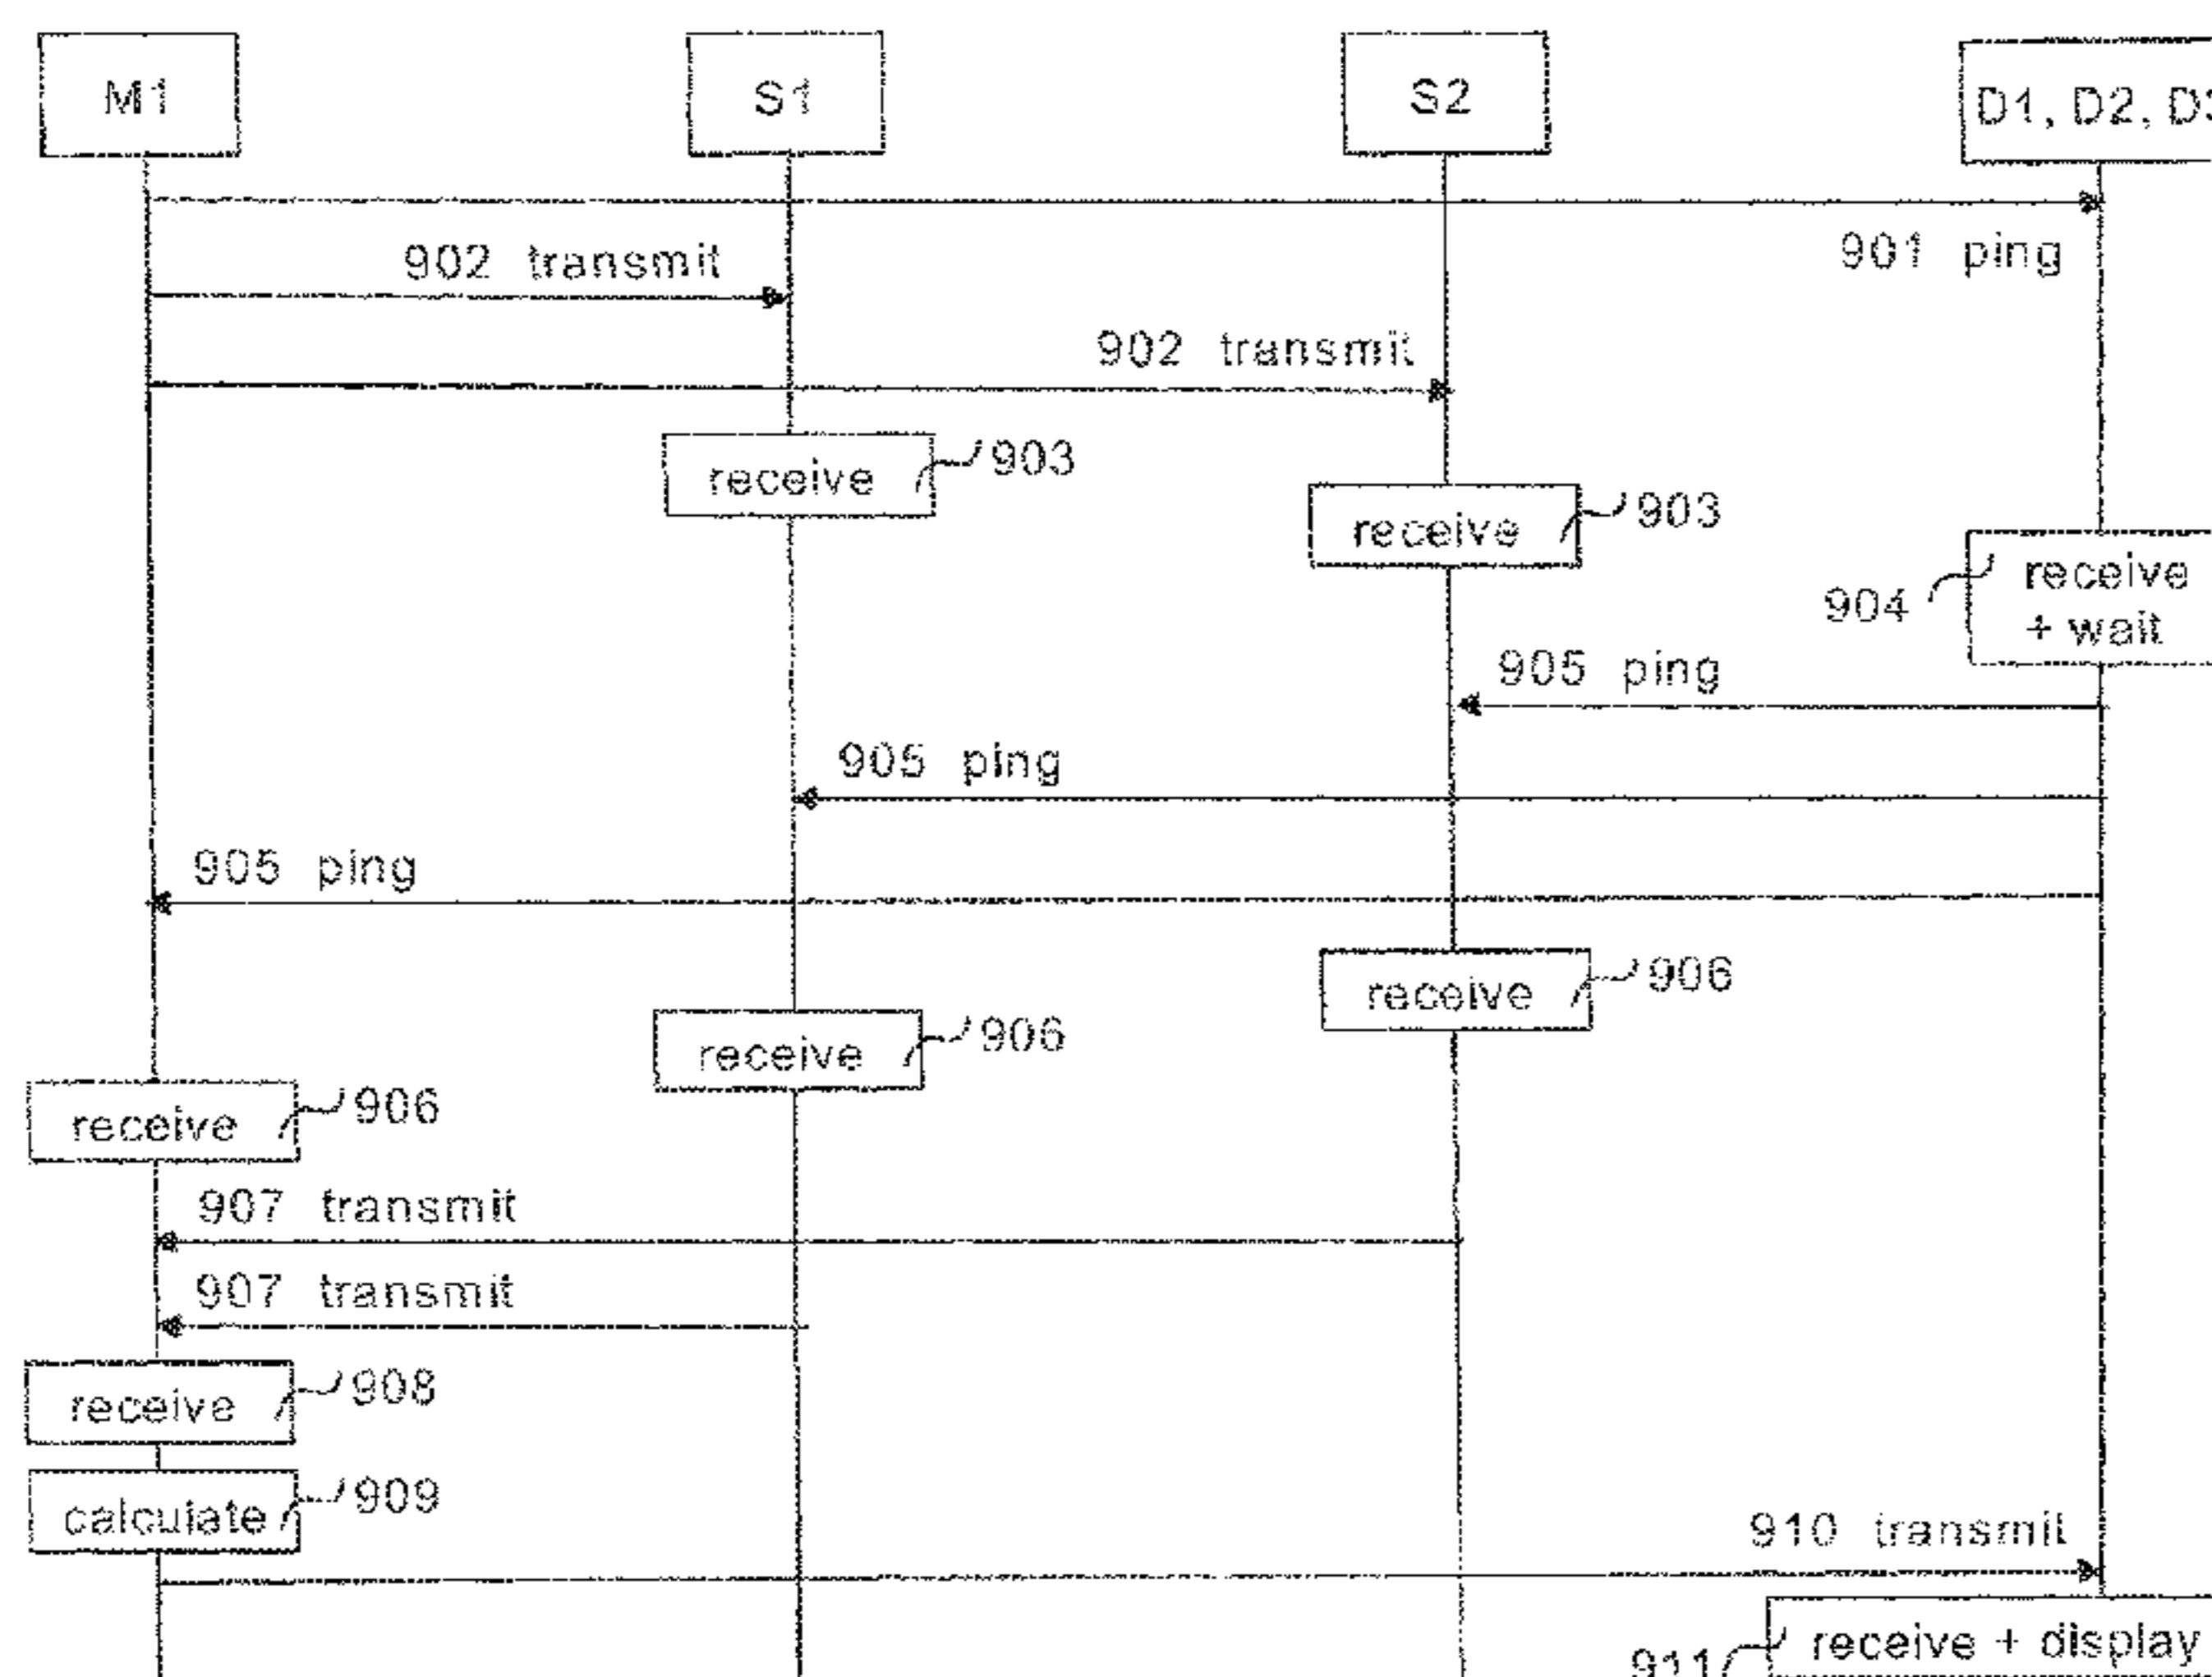 M1
S1
S2
D1, D2, D3
901 ping
902 transmit
902 transmit
receive 903
receive 903
904 receive
+ wait
905 ping
905 ping
905 ping
receive 906
receive 906
receive 906
907 transmit
907 transmit
receive 908
calculate 909
910 transmit
911 receive + display